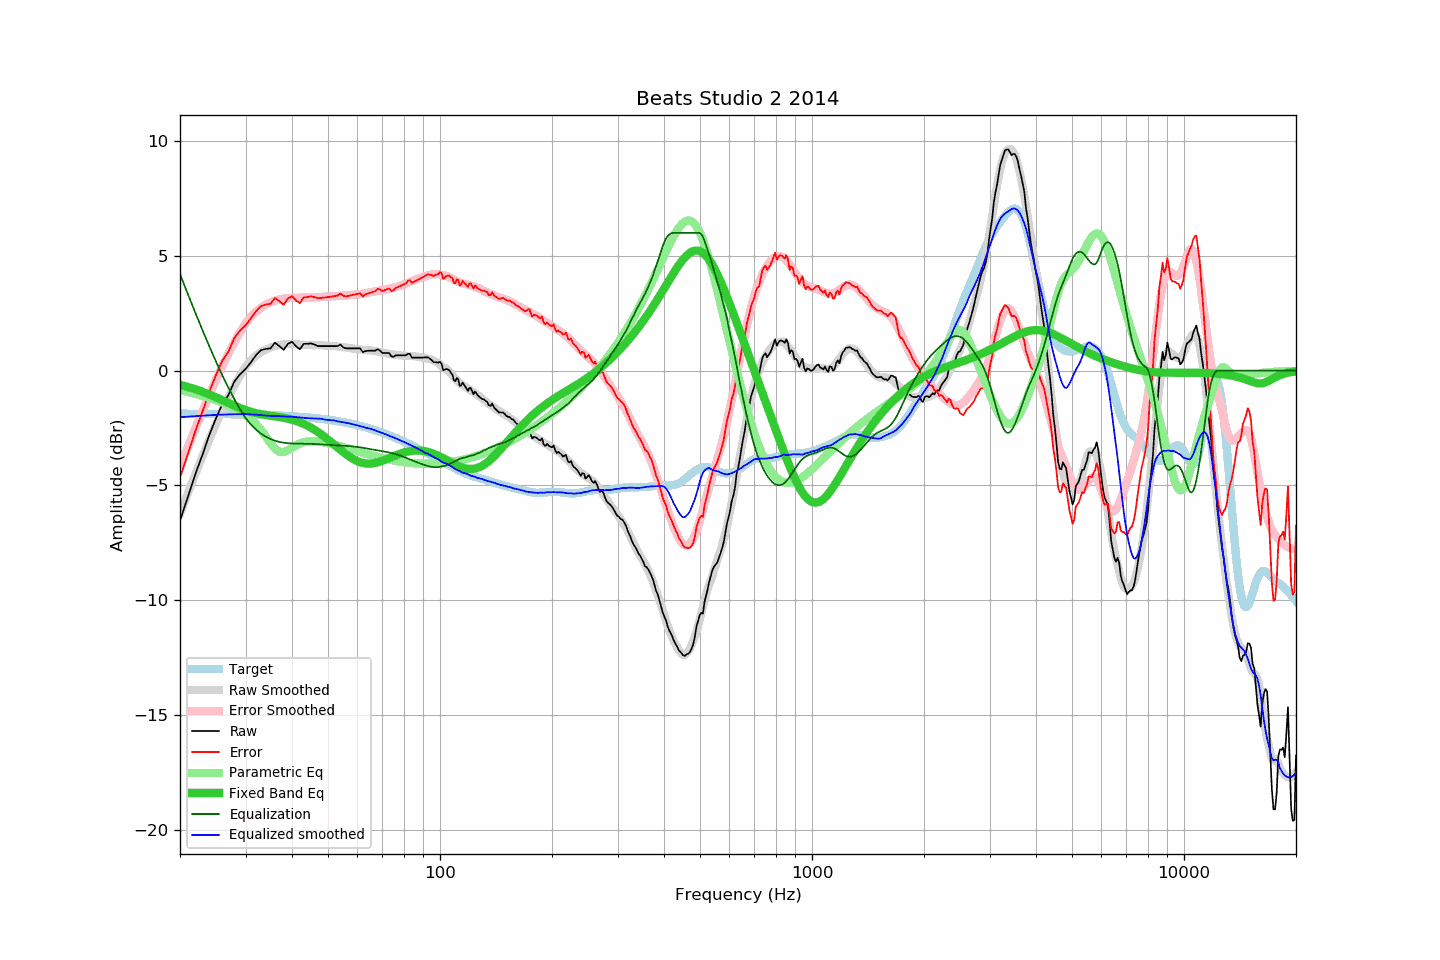 Beats Studio 2 2014
10
5
0
−5
−10
−15
−20
Amplitude (dBr)
Target
Raw Smoothed
Error Smoothed
Raw
Error
Parametric Eq
Fixed Band Eq
Equalization
Equalized smoothed
100 1000 10000
Frequency (Hz)